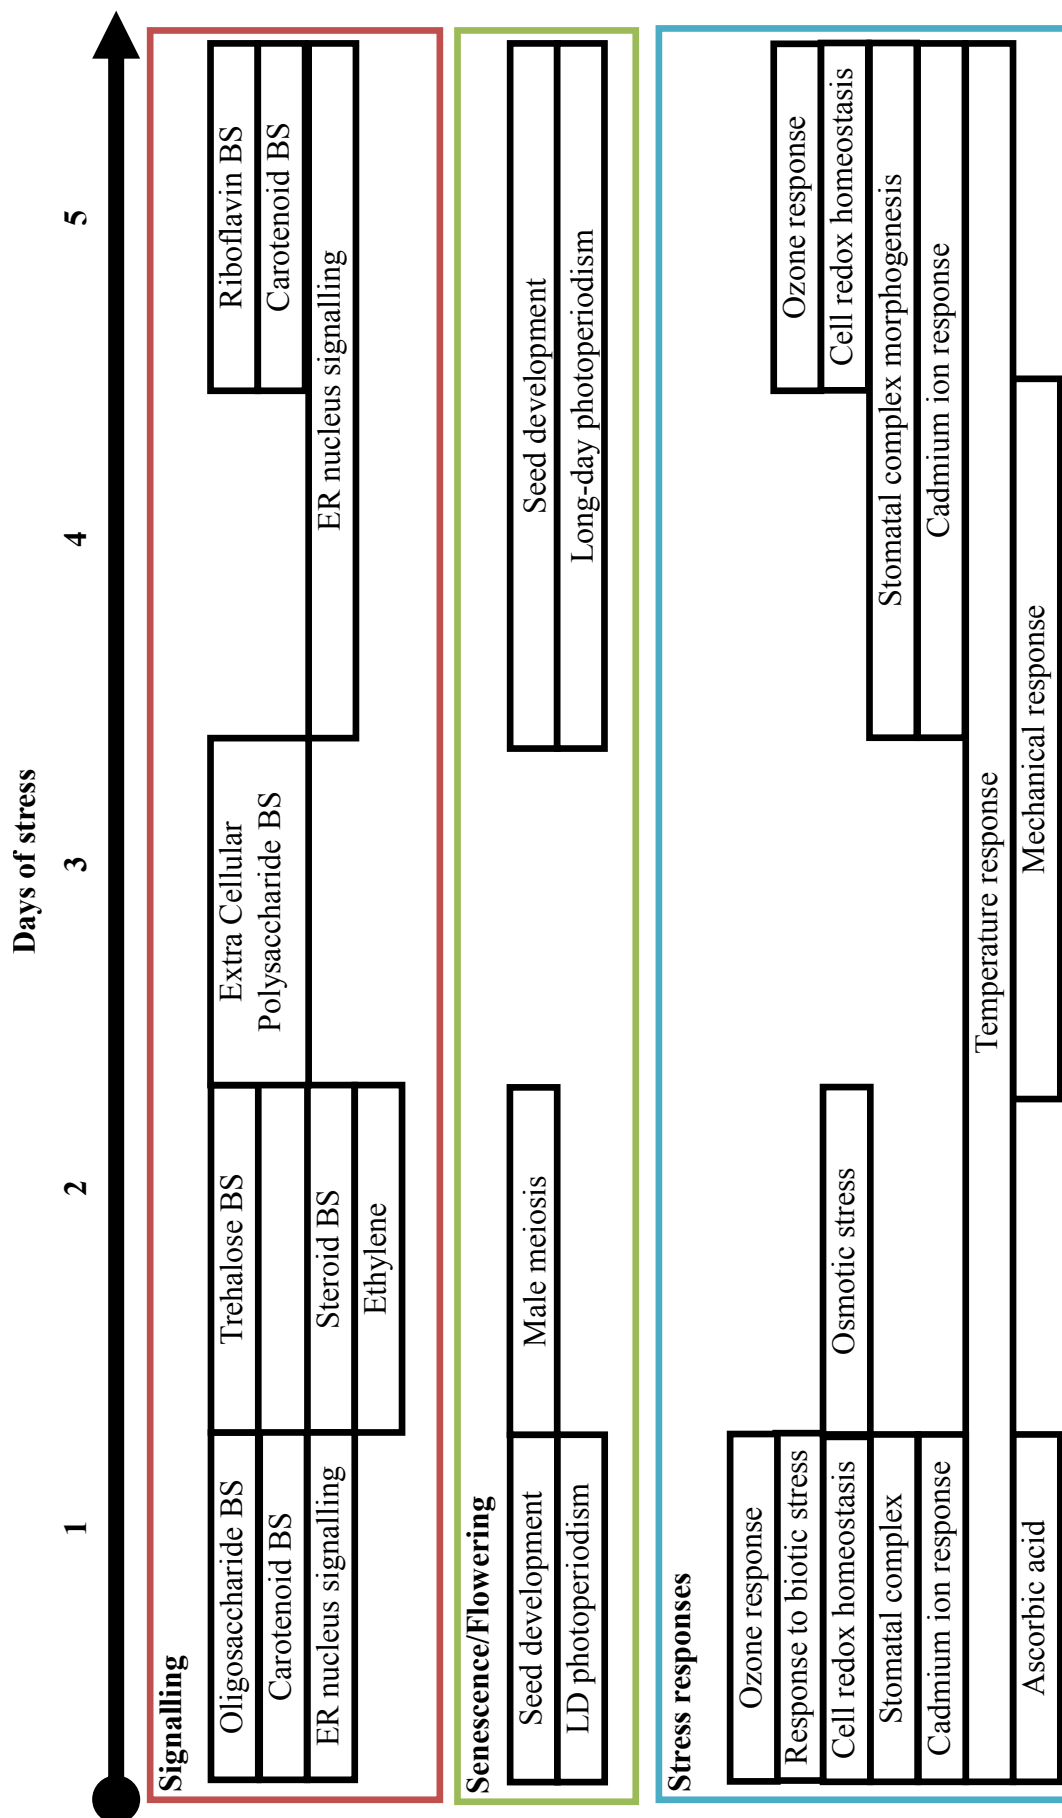 Days of stress
1
2
3
4
5
Signalling
Oligosaccharide BS
Trehalose BS
Extra Cellular
Polysaccharide BS
Riboflavin BS
Carotenoid BS
Carotenoid BS
ER nucleus signalling
Steroid BS
ER nucleus signalling
Ethylene
Senescence/Flowering
Seed development
Male meiosis
Seed development
LD photoperiodism
Long-day photoperiodism
Stress responses
Ozone response
Ozone response
Response to biotic stress
Cell redox homeostasis
Osmotic stress
Cell redox homeostasis
Stomatal complex
Stomatal complex morphogenesis
Cadmium ion response
Cadmium ion response
Temperature response
Ascorbic acid
Mechanical response